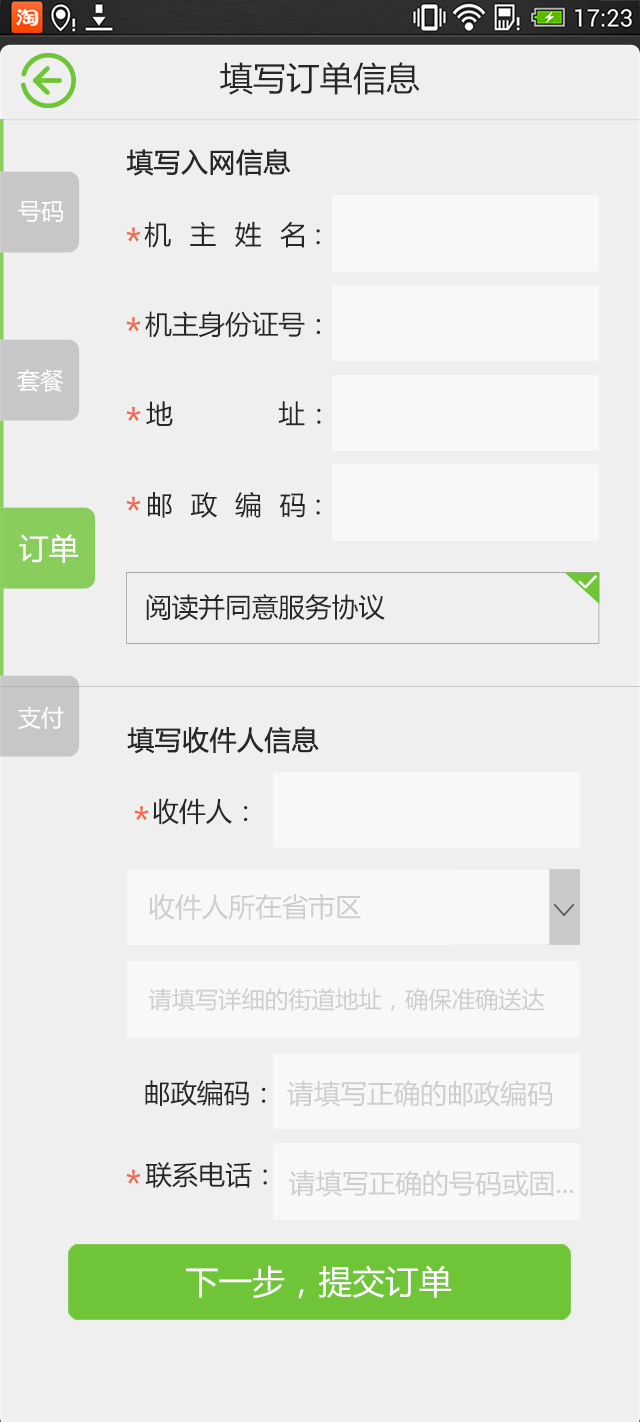 淘 17:23
填写订单信息
填写入网信息
号码
*机主姓名：
*机主身份证号：
套餐
*地址：
*邮政编码：
订单
阅读并同意服务协议
支付
填写收件人信息
*收件人：
收件人所在省市区
请填写详细的街道地址，确保准确送达
邮政编码：请填写正确的邮政编码
*联系电话：请填写正确的号码或固...
下一步，提交订单